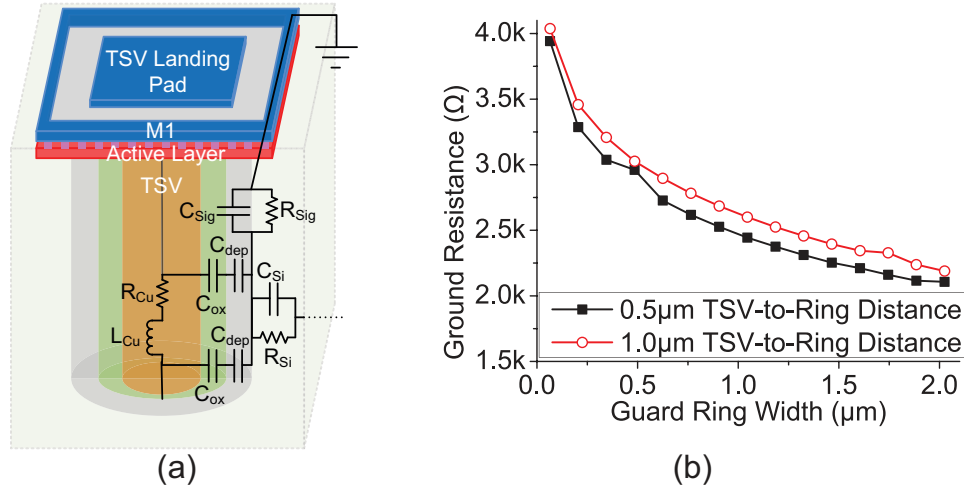 TSV Landing
Pad
M1
Active Layer
TSV
C_Sig
R_Sig
C_dep
C_Si
R_Cu
C_ox
L_Cu
C_dep
R_Si
C_ox
(a)
Ground Resistance (Ω)
4.0k
3.5k
3.0k
2.5k
2.0k
1.5k
0.5μm TSV-to-Ring Distance
1.0μm TSV-to-Ring Distance
0.0 0.5 1.0 1.5 2.0
Guard Ring Width (μm)
(b)